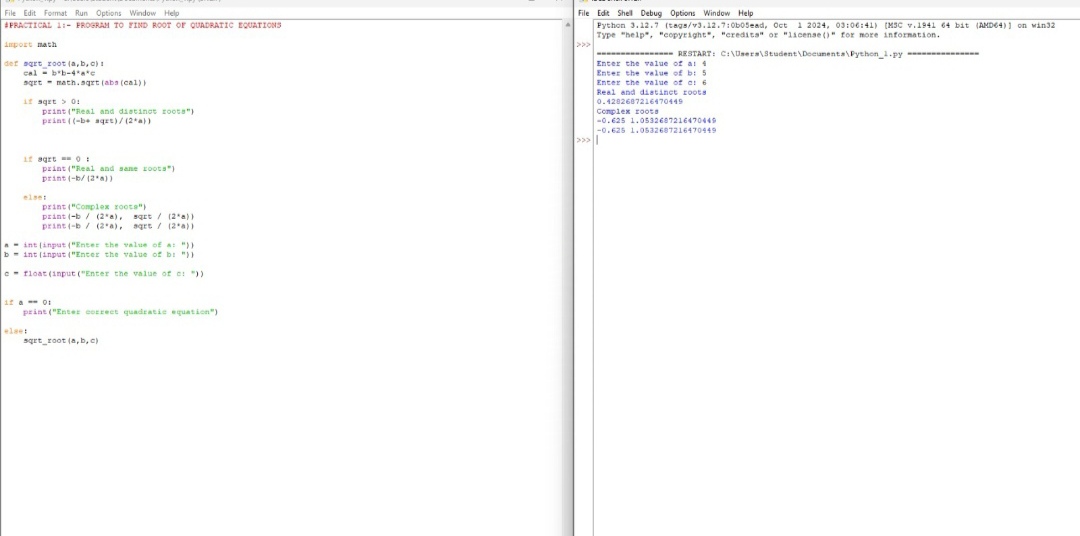 File Edit Format Run Options Window Help
#PRACTICAL 1:- PROGRAM TO FIND ROOT OF QUADRATIC EQUATIONS
import math
def sqrt_root(a,b,c):
    cal = b*b-4*a*c
    sqrt = math.sqrt(abs(cal))
    if sqrt > 0:
        print("Real and distinct roots")
        print((-b+ sqrt)/(2*a))
    if sqrt == 0 :
        print("Real and same roots")
        print(-b/(2*a))
    else:
        print("Complex roots")
        print(-b / (2*a),  sqrt / (2*a))
        print(-b / (2*a),  sqrt / (2*a))
a = int(input("Enter the value of a: "))
b = int(input("Enter the value of b: "))
c = float(input("Enter the value of c: "))
if a == 0:
    print("Enter correct quadratic equation")
else:
    sqrt_root(a,b,c)
File Edit Shell Debug Options Window Help
Python 3.12.7 (tags/v3.12.7:0b05ead, Oct  1 2024, 03:06:41) [MSC v.1941 64 bit (AMD64)] on win32
Type "help", "copyright", "credits" or "license()" for more information.
>>>
================ RESTART: C:\Users\Student\Documents\Python_1.py ===============
Enter the value of a: 4
Enter the value of b: 5
Enter the value of c: 6
Real and distinct roots
0.4282687216470449
Complex roots
-0.625 1.0532687216470449
-0.625 1.0532687216470449
>>>